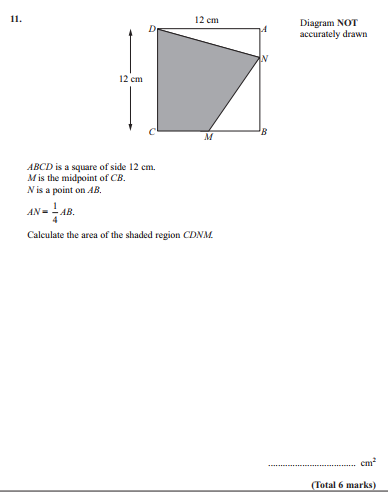 11.
12 cm
D
A
Diagram NOT
accurately drawn
N
12 cm
C
M
B
ABCD is a square of side 12 cm.
M is the midpoint of CB.
N is a point on AB.
AN = 1/4 AB.
Calculate the area of the shaded region CDNM.
.................................... cm²
(Total 6 marks)